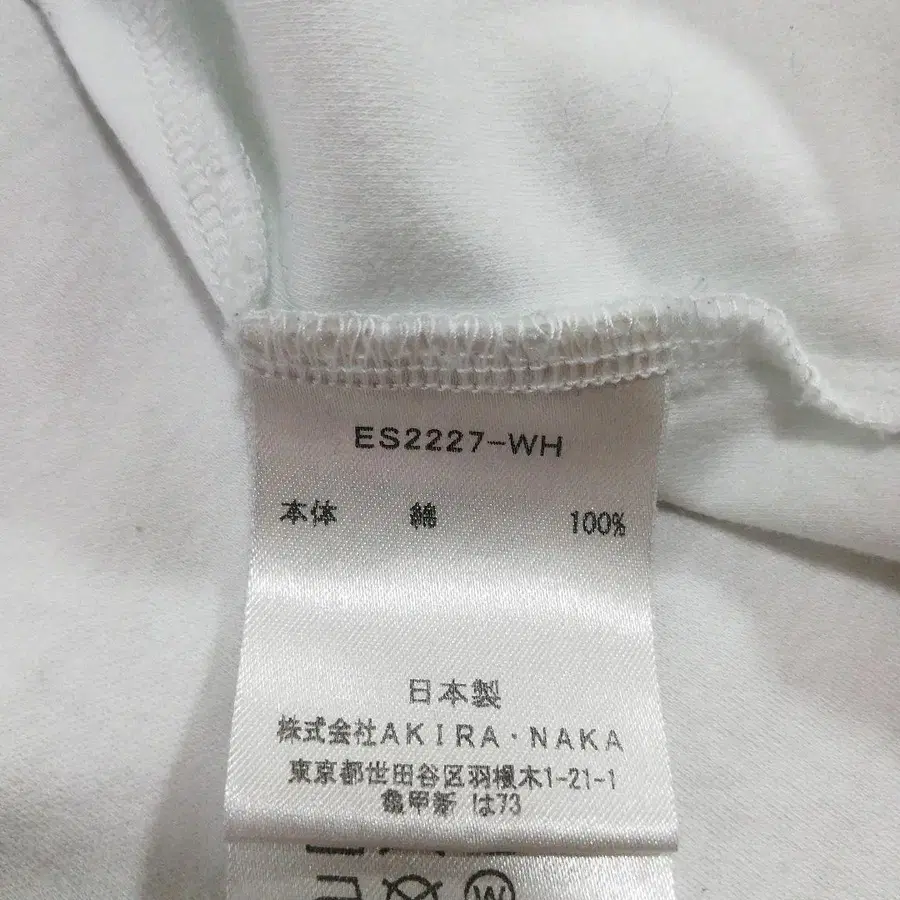 ES2227-WH
本体 綿 100%
日本製
株式会社AKIRA・NAKA
東京都世田谷区羽根木1-21-1
亀甲新 は73
W